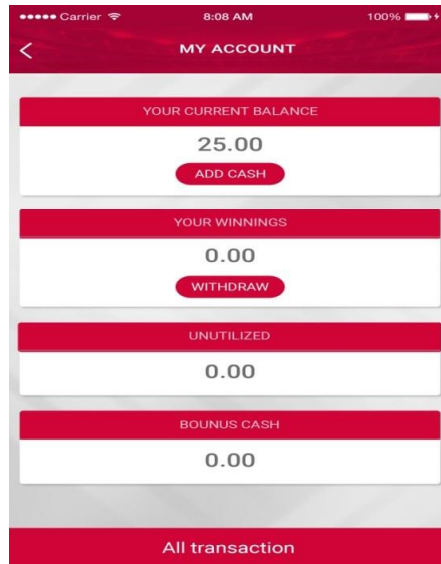 Carrier 8:08 AM 100%
MY ACCOUNT
YOUR CURRENT BALANCE
25.00
ADD CASH
YOUR WINNINGS
0.00
WITHDRAW
UNUTILIZED
0.00
BOUNUS CASH
0.00
All transaction